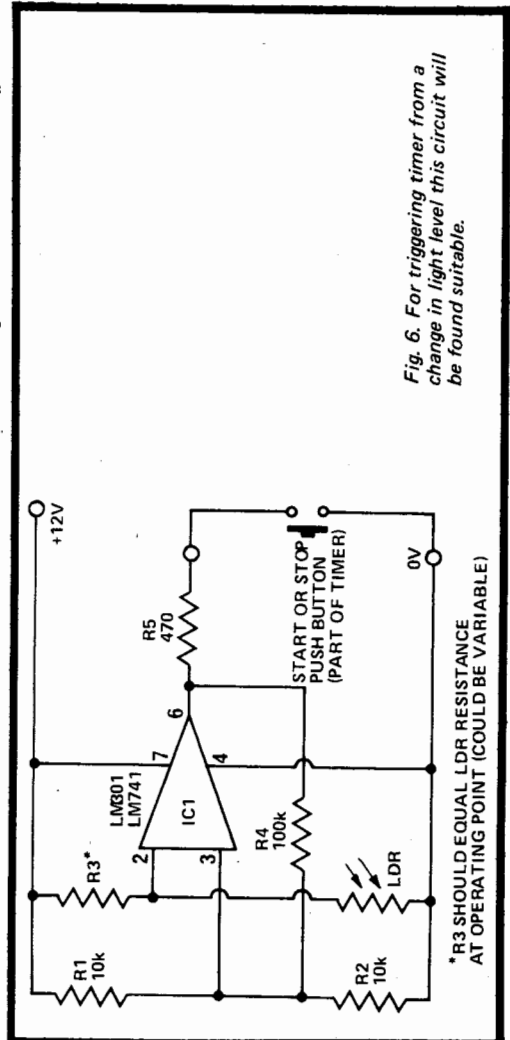 +12V
R1
10k
R3*
LM301
LM741
2
7
6
IC1
3
4
R5
470
R4
100k
START OR STOP
PUSH BUTTON
(PART OF TIMER)
R2
10k
LDR
0V
*R3 SHOULD EQUAL LDR RESISTANCE
AT OPERATING POINT (COULD BE VARIABLE)
Fig. 6. For triggering timer from a
change in light level this circuit will
be found suitable.